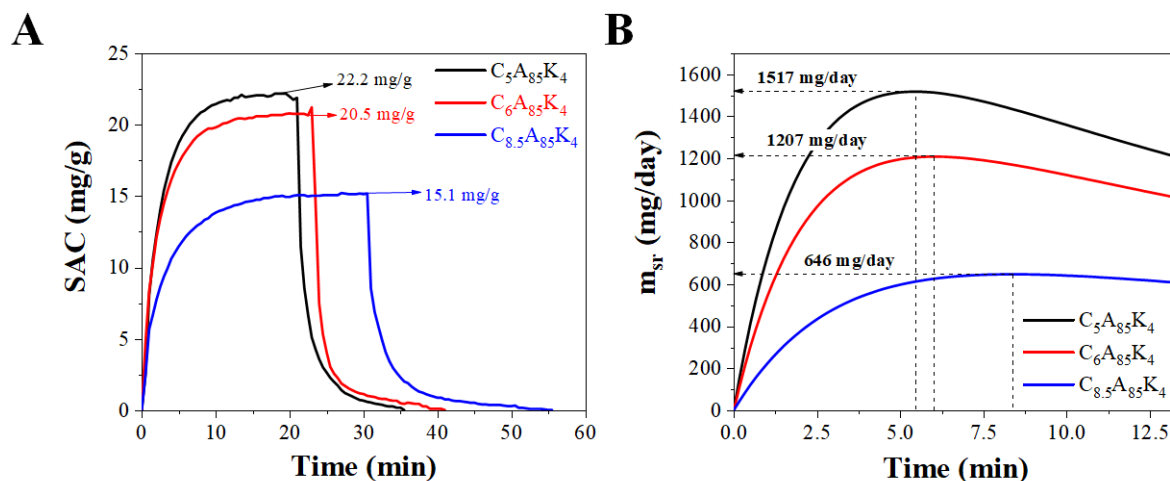 A
SAC (mg/g)
25
20
15
10
5
0
0
10
20
30
40
50
60
Time (min)
22.2 mg/g
20.5 mg/g
15.1 mg/g
C₅A₈₅K₄
C₆A₈₅K₄
C₈.₅A₈₅K₄
B
mₛᵣ (mg/day)
1600
1400
1200
1000
800
600
400
200
0
0.0
2.5
5.0
7.5
10.0
12.5
Time (min)
1517 mg/day
1207 mg/day
646 mg/day
C₅A₈₅K₄
C₆A₈₅K₄
C₈.₅A₈₅K₄